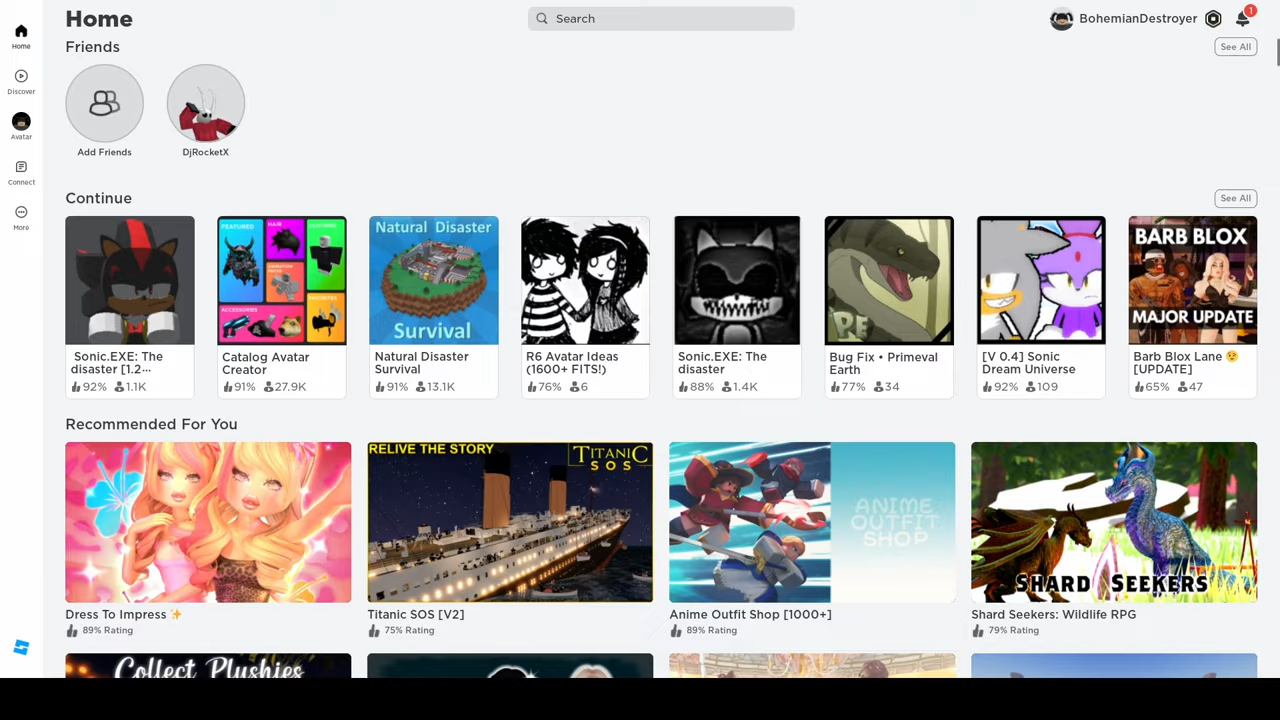 Home
Search
BohemianDestroyer
1
Home
Discover
Avatar
Connect
More
Friends
See All
Add Friends
DjRocketX
Continue
See All
FEATURED
HAIR
ACCESSORIES
FAVORITES
Natural Disaster
Survival
PE
BARB BLOX
MAJOR UPDATE
Sonic.EXE: The
disaster [1.2...
92% 1.1K
Catalog Avatar
Creator
91% 27.9K
Natural Disaster
Survival
91% 13.1K
R6 Avatar Ideas
(1600+ FITS!)
76% 6
Sonic.EXE: The
disaster
88% 1.4K
Bug Fix • Primeval
Earth
77% 34
[V 0.4] Sonic
Dream Universe
92% 109
Barb Blox Lane 😉
[UPDATE]
65% 47
Recommended For You
RELIVE THE STORY
TITANIC
SOS
ANIME
OUTFIT
SHOP
SHARD SEEKERS
Dress To Impress ✨
89% Rating
Titanic SOS [V2]
75% Rating
Anime Outfit Shop [1000+]
89% Rating
Shard Seekers: Wildlife RPG
79% Rating
Collect Plushies